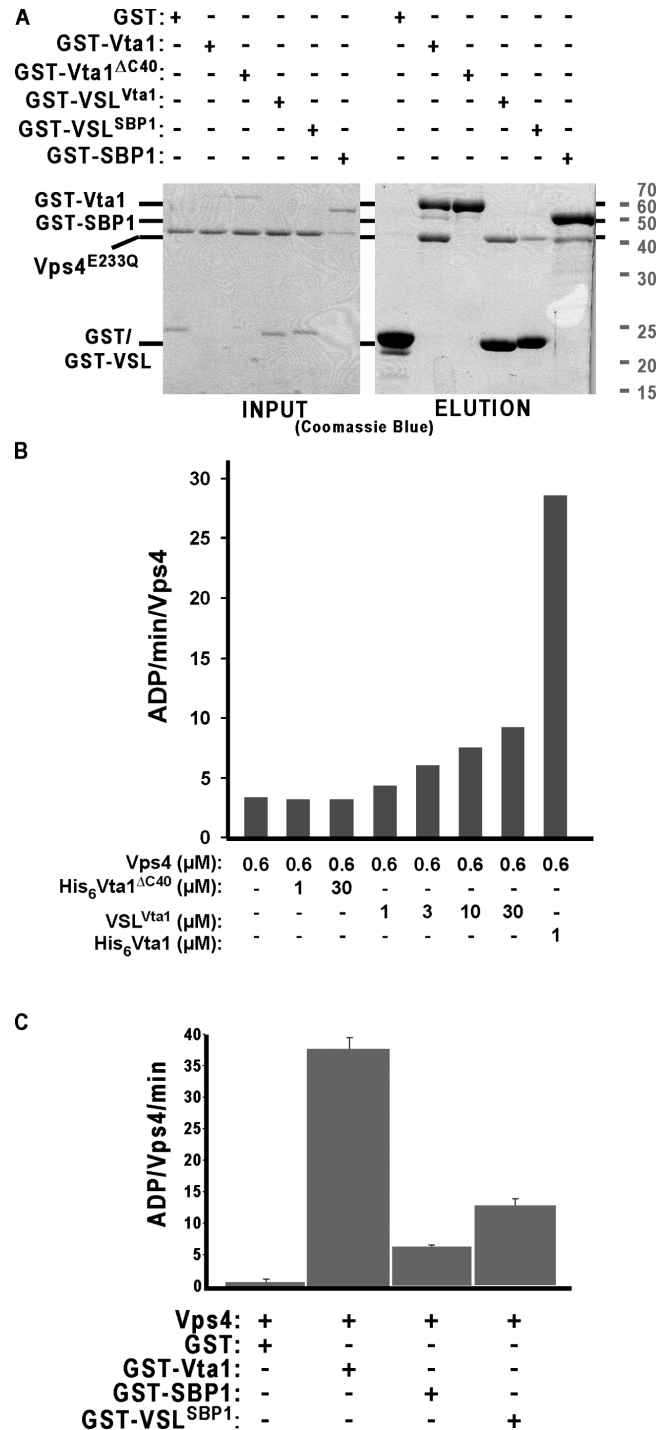 A
GST: + - - - - - + - - - - -
GST-Vta1: - + - - - - - + - - - -
GST-Vta1ΔC40: - - + - - - - - + - - -
GST-VSLVta1: - - - + - - - - - + - -
GST-VSLSBP1: - - - - + - - - - - + -
GST-SBP1: - - - - - + - - - - - +
GST-Vta1
GST-SBP1
Vps4E233Q
GST/
GST-VSL
70
60
50
40
30
25
20
15
INPUT ELUTION
(Coomassie Blue)
B
ADP/min/Vps4
30
25
20
15
10
5
0
Vps4 (µM): 0.6 0.6 0.6 0.6 0.6 0.6 0.6 0.6
His6Vta1ΔC40 (µM): - 1 30 - - - - -
VSLVta1 (µM): - - - 1 3 10 30 -
His6Vta1 (µM): - - - - - - - 1
C
ADP/Vps4/min
40
35
30
25
20
15
10
5
0
Vps4: + + + +
GST: + - - -
GST-Vta1: - + - -
GST-SBP1: - - + -
GST-VSLSBP1: - - - +